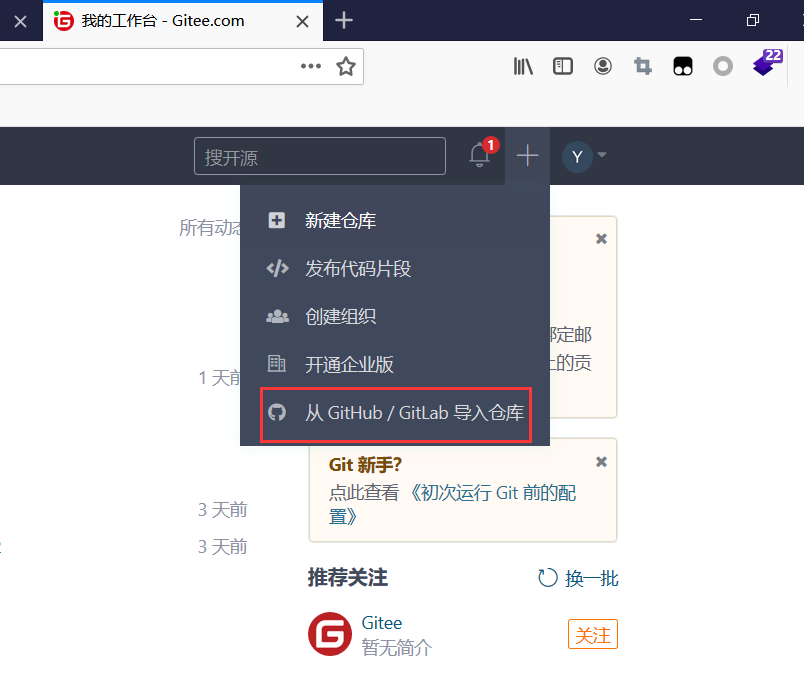 我的工作台 - Gitee.com
22
搜开源
1
Y
所有动态
新建仓库
发布代码片段
创建组织
开通企业版
从 GitHub / GitLab 导入仓库
绑定邮
上的贡
1 天前
Git 新手?
点此查看 《初次运行 Git 前的配
置》
3 天前
3 天前
推荐关注
换一批
Gitee
暂无简介
关注